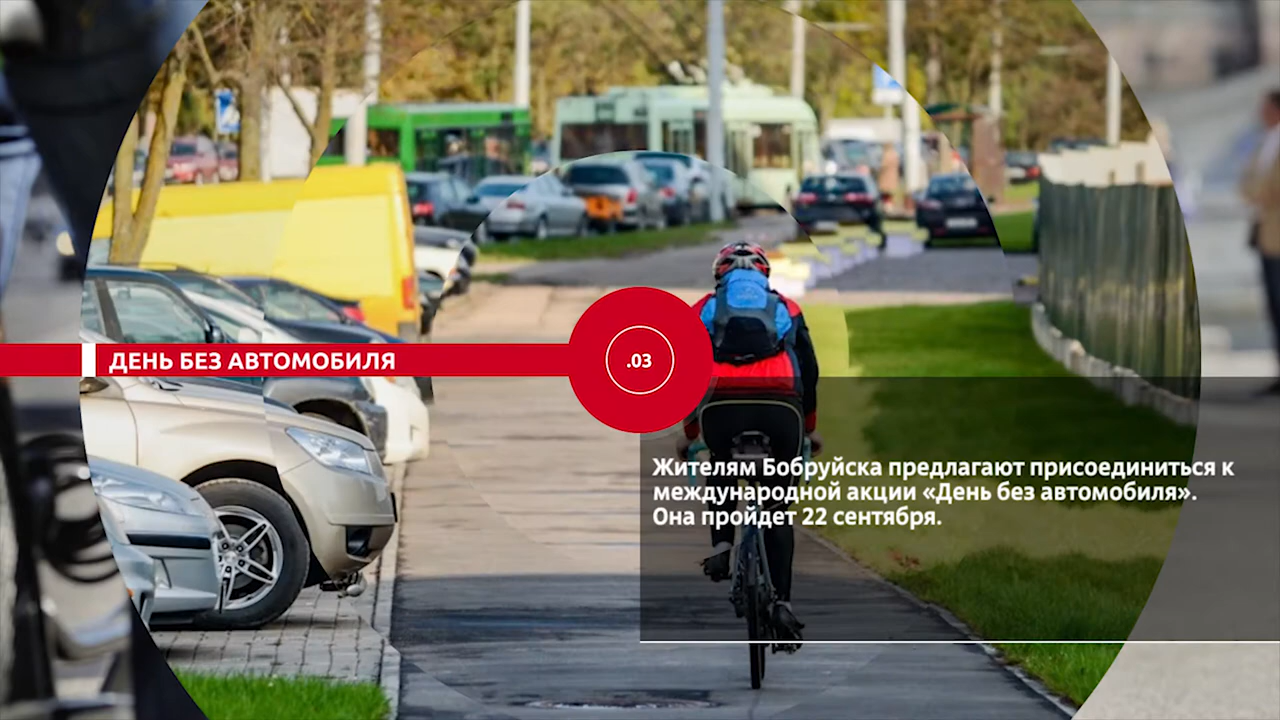 ДЕНЬ БЕЗ АВТОМОБИЛЯ
.03
Жителям Бобруйска предлагают присоединиться к
международной акции «День без автомобиля».
Она пройдет 22 сентября.